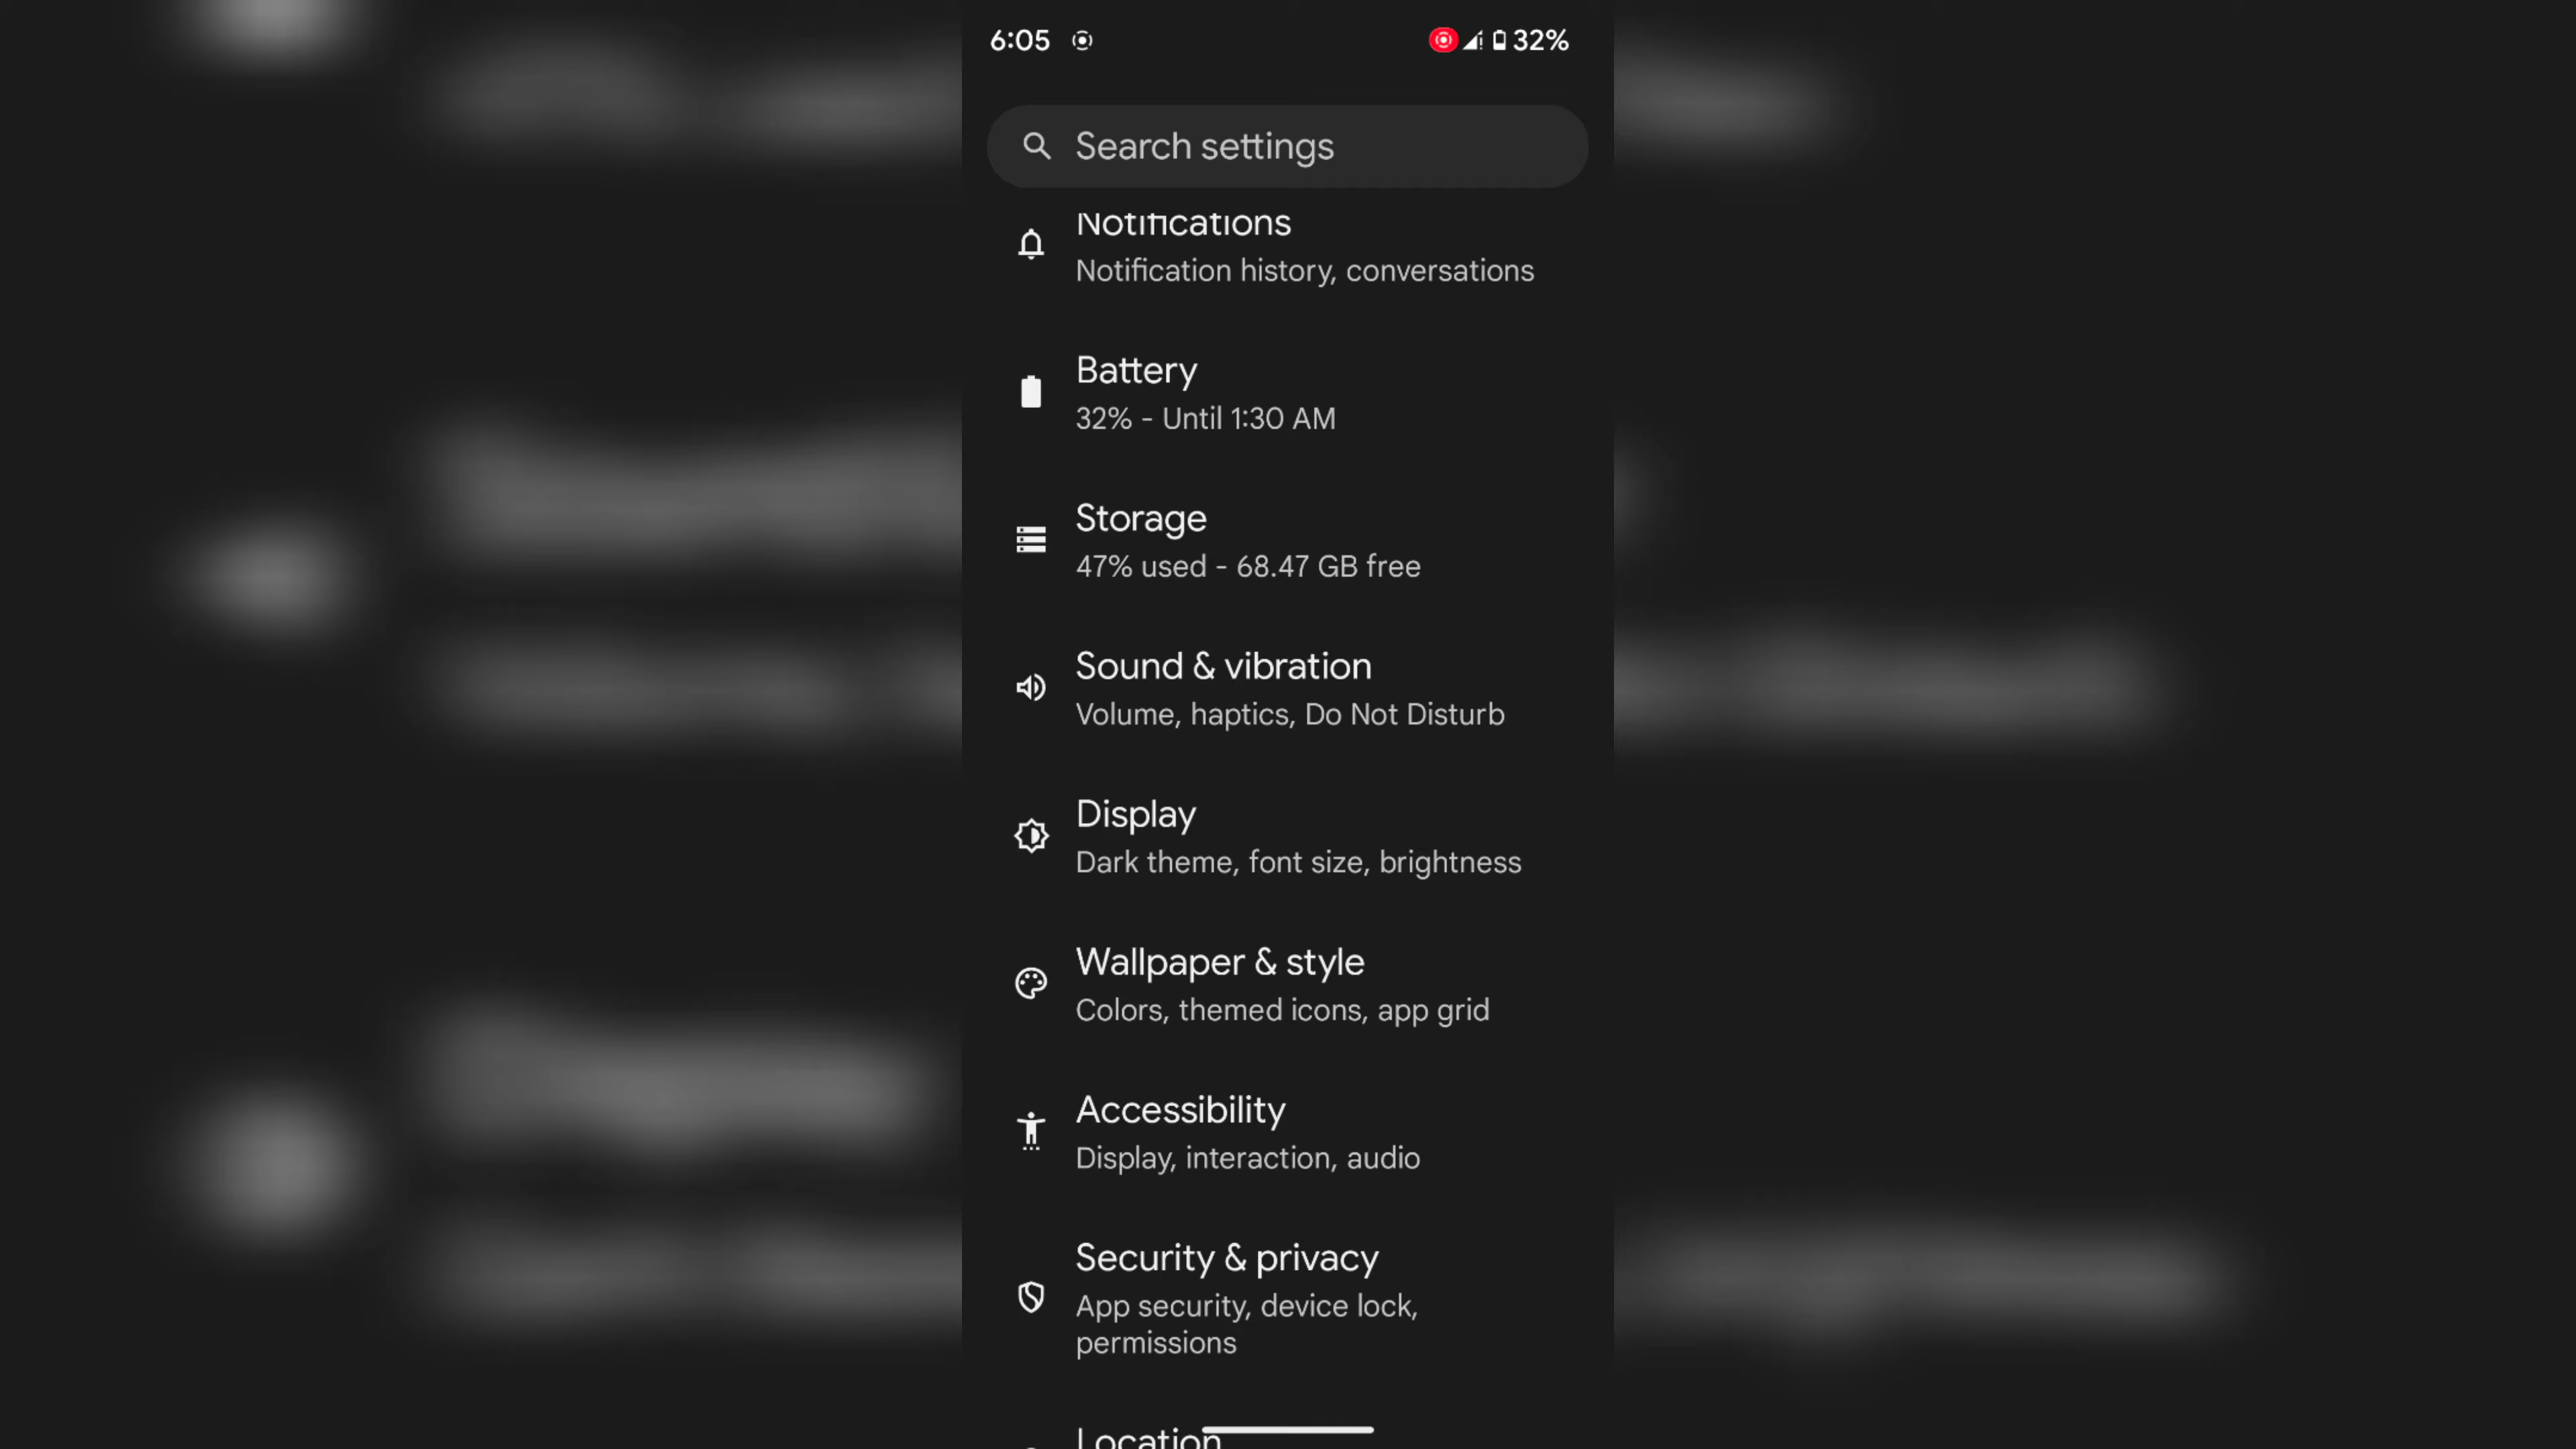 6:05 32%
Search settings
Notifications
Notification history, conversations
Battery
32% - Until 1:30 AM
Storage
47% used - 68.47 GB free
Sound & vibration
Volume, haptics, Do Not Disturb
Display
Dark theme, font size, brightness
Wallpaper & style
Colors, themed icons, app grid
Accessibility
Display, interaction, audio
Security & privacy
App security, device lock,
permissions
Location